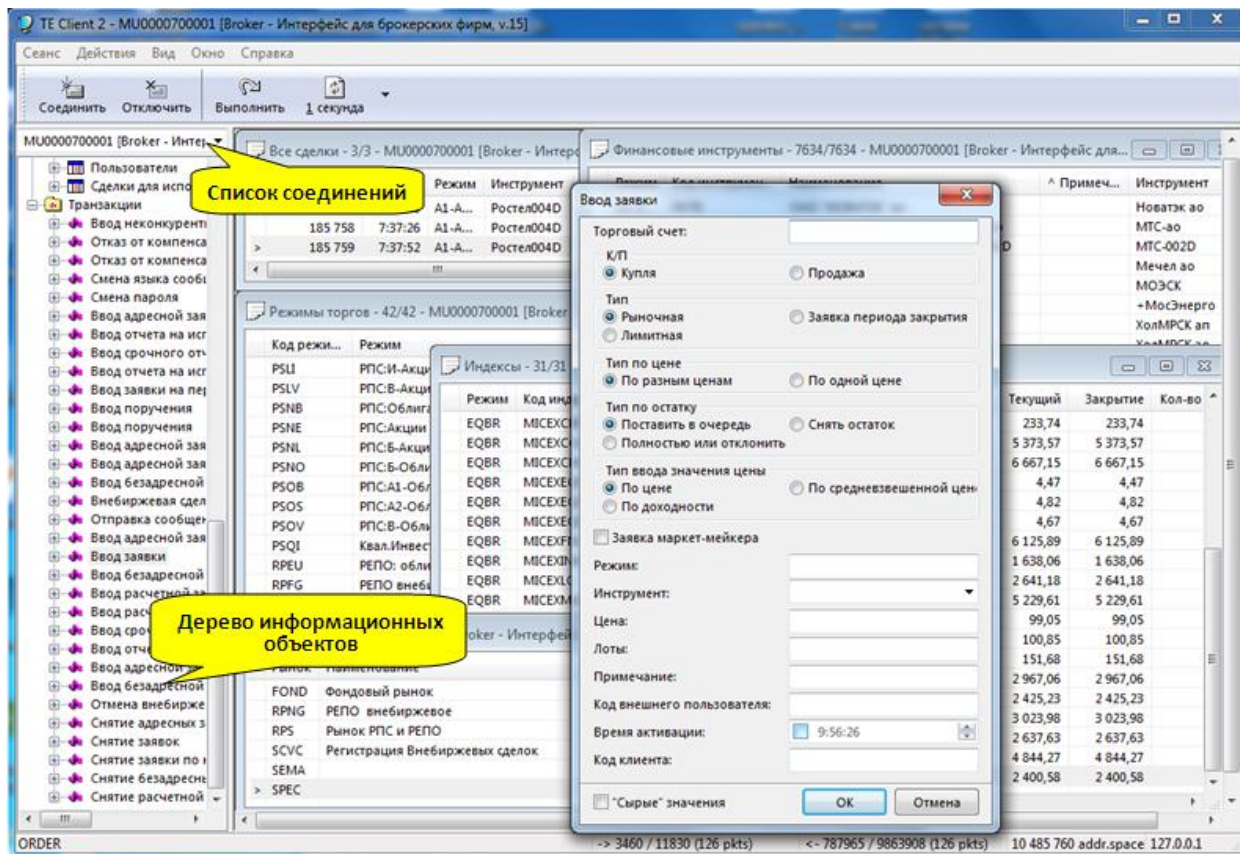 TE Client 2 - MU0000700001 [Broker - Интерфейс для брокерских фирм, v.15]
Сеанс Действия Вид Окно Справка
Соединить Отключить Выполнить 1 секунда
MU0000700001 [Broker - Интер
Пользователи
Сделки для испо
Транзакции
Ввод неконкурент
Отказ от компенса
Отказ от компенса
Смена языка сообщ
Смена пароля
Ввод адресной зая
Ввод отчета на исп
Ввод срочного отч
Ввод отчета на исп
Ввод заявки на пер
Ввод поручения
Ввод поручения
Ввод адресной зая
Ввод адресной зая
Ввод безадресной
Внебиржевая сдел
Отправка сообщен
Ввод адресной зая
Ввод заявки
Ввод безадресной
Ввод расчетной за
Ввод рас
Ввод сроч
Ввод отче
Ввод адресной з
Ввод безадресной
Отмена внебирже
Снятие адресных з
Снятие заявок
Снятие заявки по н
Снятие безадресн
Снятие расчетной
Список соединений
Дерево информационных
объектов
Все сделки - 3/3 - MU0000700001 [Broker - Интерф
Режим Инструмент
A1-A... Ростел004D
185 758 7:37:26 A1-A... Ростел004D
> 185 759 7:37:52 A1-A... Ростел004D
Финансовые инструменты - 7634/7634 - MU0000700001 [Broker - Интерфейс для...
Примеч... Инструмент
Новатэк ао
МТС-ао
МТС-002D
Мечел ао
МОЭСК
+МосЭнерго
ХолМРСК ап
Режимы торгов - 42/42 - MU0000700001 [Broker
Код режи... Режим
PSLI РПС:И-Акци
PSLV РПС:В-Акци
PSNB РПС:Облига
PSNE РПС:Акции
PSNL РПС:Б-Акци
PSNO РПС:Б-Обли
PSOB РПС:А1-Обл
PSOS РПС:А2-Обл
PSOV РПС:В-Обли
PSQI Квал.Инвес
RPEU РЕПО: обли
RPFG РЕПО внебі
Индексы - 31/31
Режим Код инд
EQBR MICEXC
EQBR MICEXC
EQBR MICEXC
EQBR MICEXE
EQBR MICEXE
EQBR MICEXE
EQBR MICEXF
EQBR MICEXIN
EQBR MICEXL
EQBR MICEXM
Текущий Закрытие Кол-во
233,74 233,74
5 373,57 5 373,57
6 667,15 6 667,15
4,47 4,47
4,82 4,82
4,67 4,67
6 125,89 6 125,89
1 638,06 1 638,06
2 641,18 2 641,18
5 229,61 5 229,61
99,05 99,05
100,85 100,85
151,68 151,68
2 967,06 2 967,06
2 425,23 2 425,23
3 023,98 3 023,98
2 637,63 2 637,63
4 844,27 4 844,27
2 400,58 2 400,58
oker - Интерфей
Рынок Наименование
FOND Фондовый рынок
RPNG РЕПО внебиржевое
RPS Рынок РПС и РЕПО
SCVC Регистрация Внебиржевых сделок
SEMA
> SPEC
Ввод заявки
Торговый счет:
К/П
Купля Продажа
Тип
Рыночная Заявка периода закрытия
Лимитная
Тип по цене
По разным ценам По одной цене
Тип по остатку
Поставить в очередь Снять остаток
Полностью или отклонить
Тип ввода значения цены
По цене По средневзвешенной цен
По доходности
Заявка маркет-мейкера
Режим:
Инструмент:
Цена:
Лоты:
Примечание:
Код внешнего пользователя:
Время активации: 9:56:26
Код клиента:
"Сырые" значения OK Отмена
ORDER -> 3460 / 11830 (126 pkts) <- 787965 / 9863908 (126 pkts) 10 485 760 addr.space 127.0.0.1